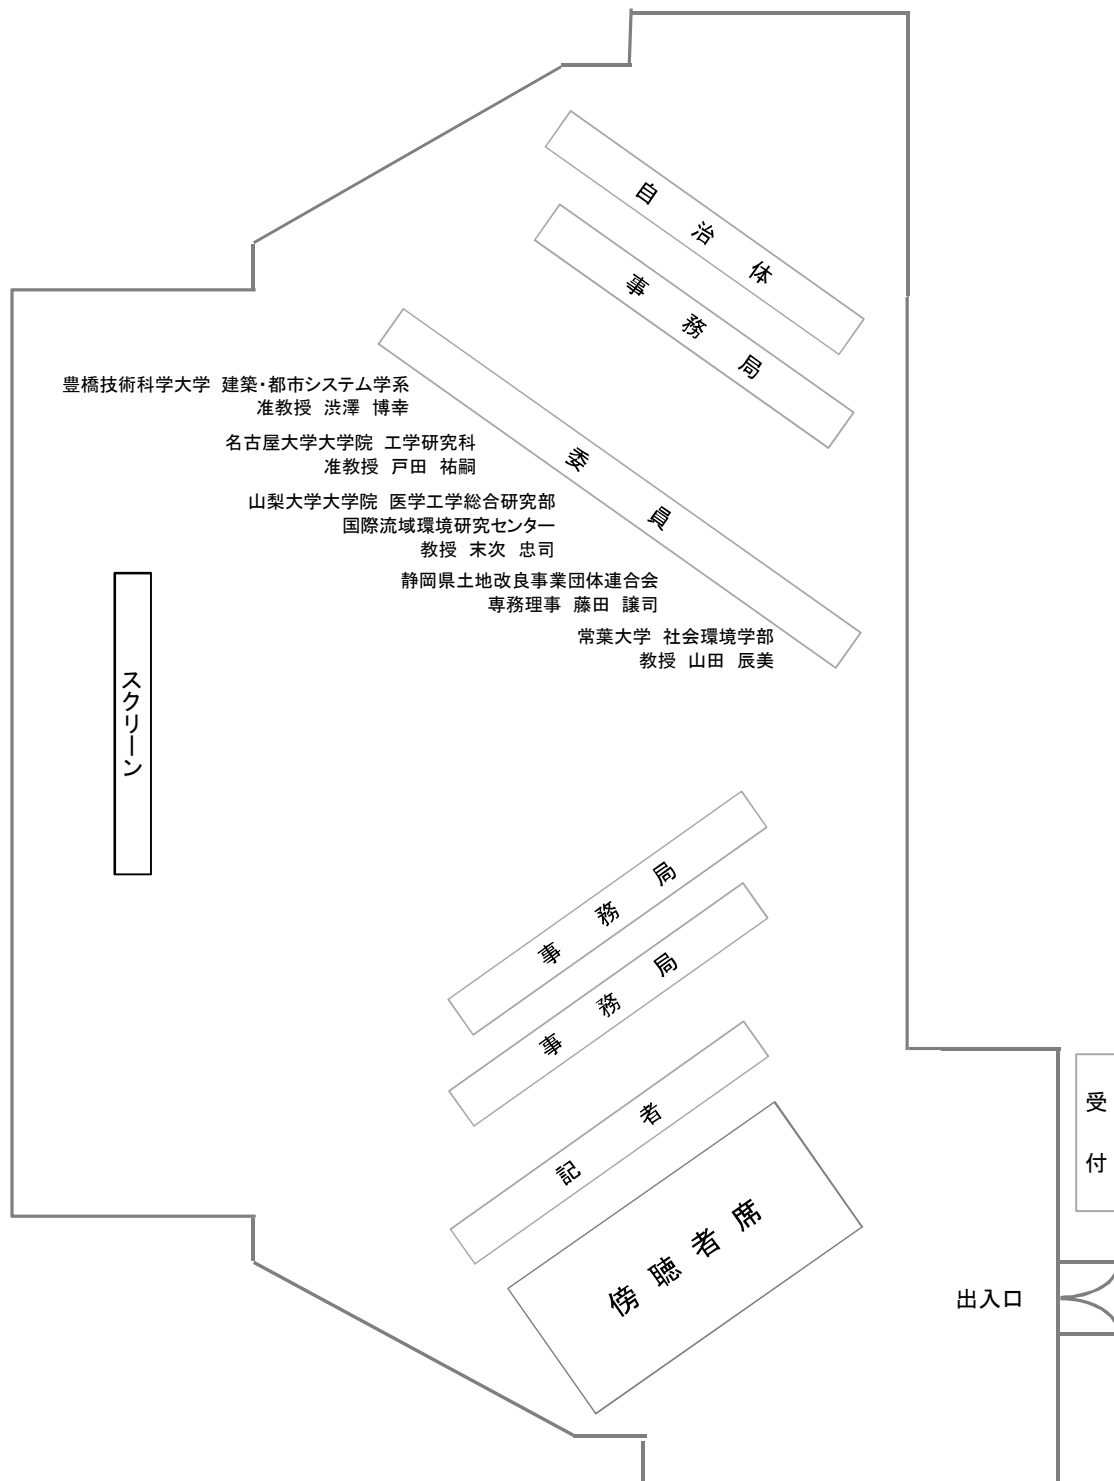 自治体
事務局
委員
豊橋技術科学大学 建築・都市システム学系
准教授 渋澤 博幸
名古屋大学大学院 工学研究科
准教授 戸田 祐嗣
山梨大学大学院 医学工学総合研究部
国際流域環境研究センター
教授 末次 忠司
静岡県土地改良事業団体連合会
専務理事 藤田 譲司
常葉大学 社会環境学部
教授 山田 辰美
スクリーン
事務局
事務局
記者
傍聴者席
受付
出入口